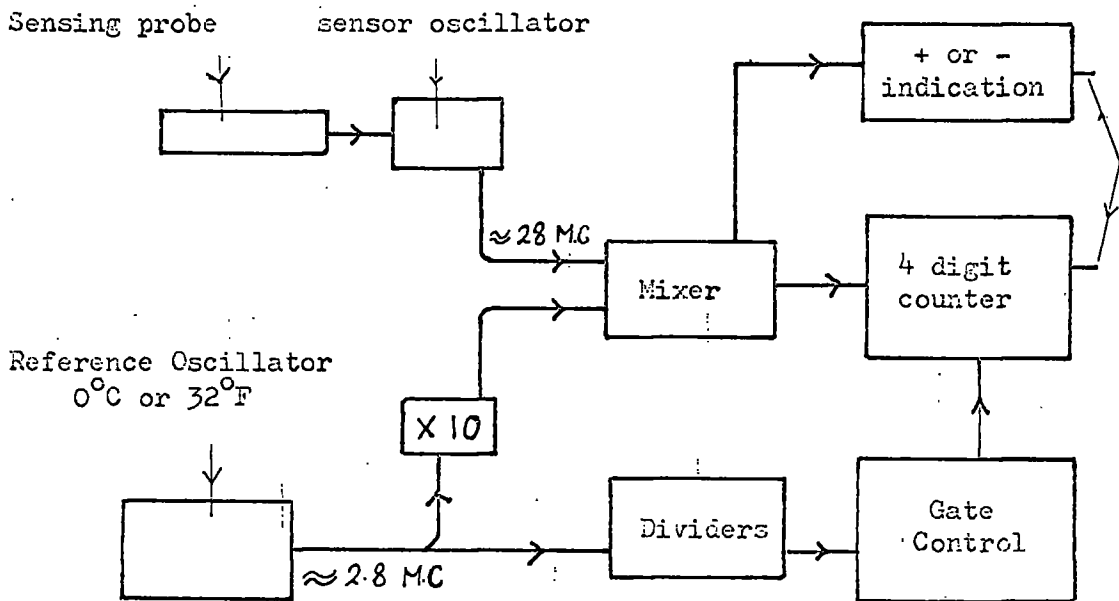 Sensing probe
sensor oscillator
+ or -
indication
≈ 28 M.C
Mixer
4 digit
counter
Reference Oscillator
0°C or 32°F
X 10
≈ 2.8 M.C
Dividers
Gate
Control